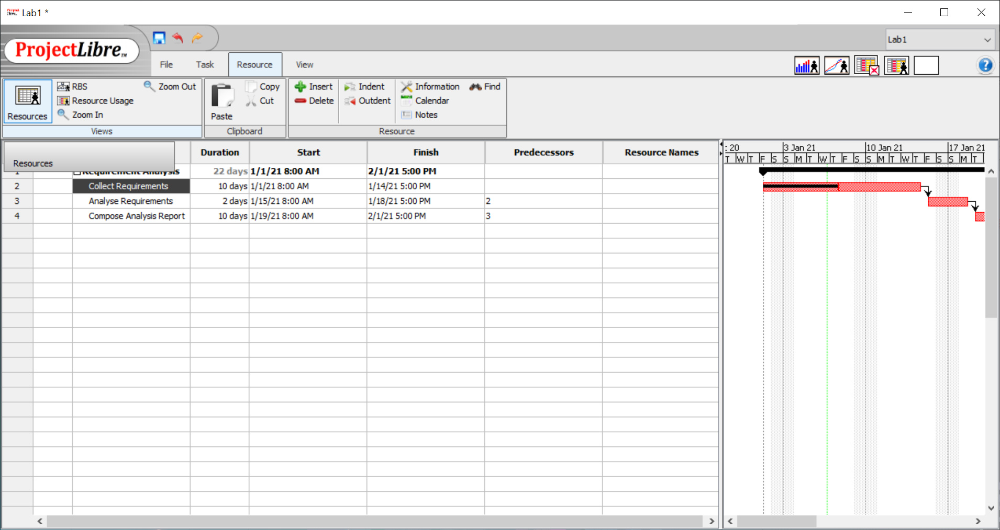 Lab1 *
ProjectLibre TM
Lab1
File Task Resource View
Resources
RBS
Resource Usage
Zoom In
Zoom Out
Views
Paste
Copy
Cut
Clipboard
Insert
Delete
Indent
Outdent
Information
Calendar
Notes
Find
Resource
Resources
Duration Start Finish Predecessors Resource Names
1 Requirement Analysis 22 days 1/1/21 8:00 AM 2/1/21 5:00 PM
2 Collect Requirements 10 days 1/1/21 8:00 AM 1/14/21 5:00 PM
3 Analyse Requirements 2 days 1/15/21 8:00 AM 1/18/21 5:00 PM 2
4 Compose Analysis Report 10 days 1/19/21 8:00 AM 2/1/21 5:00 PM 3
: 20 3 Jan 21 10 Jan 21 17 Jan 21
T W T F S S M T W T F S S M T W T F S S M T